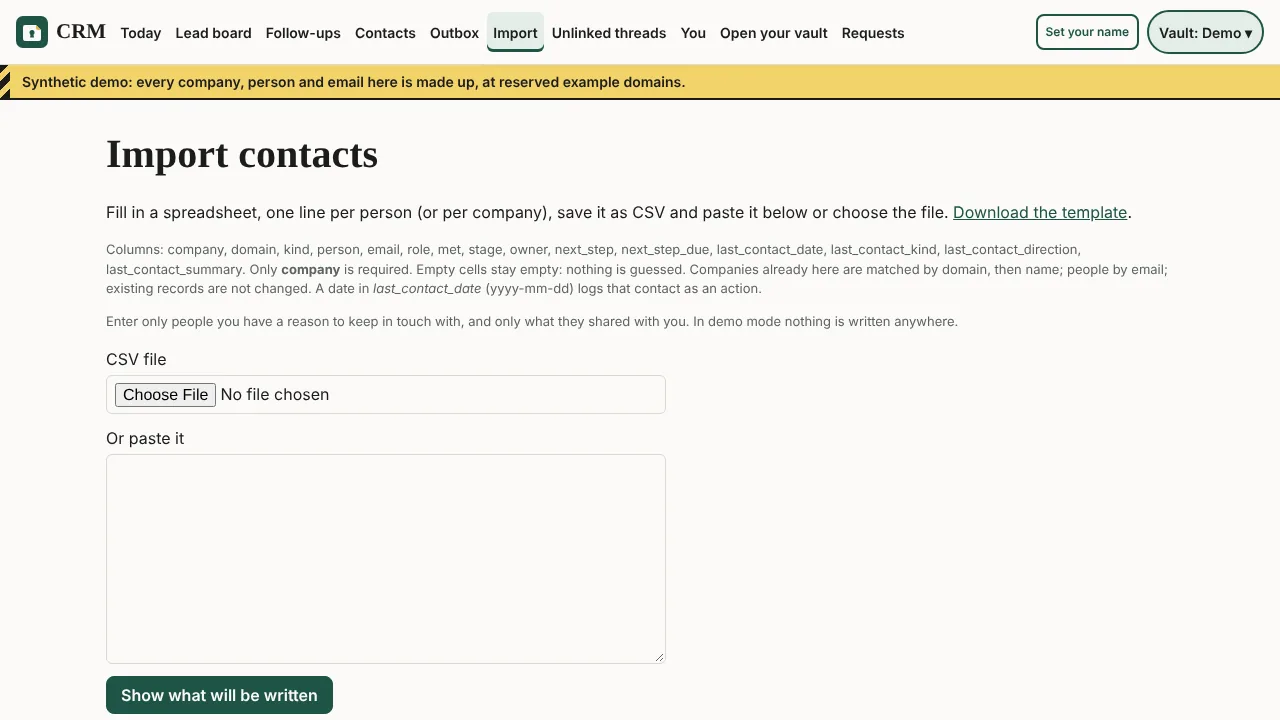 CRM Today Lead board Follow-ups Contacts Outbox Import Unlinked threads You Open your vault Requests Set your name Vault: Demo ▾
Synthetic demo: every company, person and email here is made up, at reserved example domains.
Import contacts
Fill in a spreadsheet, one line per person (or per company), save it as CSV and paste it below or choose the file. Download the template.
Columns: company, domain, kind, person, email, role, met, stage, owner, next_step, next_step_due, last_contact_date, last_contact_kind, last_contact_direction,
last_contact_summary. Only company is required. Empty cells stay empty: nothing is guessed. Companies already here are matched by domain, then name; people by email;
existing records are not changed. A date in last_contact_date (yyyy-mm-dd) logs that contact as an action.
Enter only people you have a reason to keep in touch with, and only what they shared with you. In demo mode nothing is written anywhere.
CSV file
Choose File No file chosen
Or paste it
Show what will be written